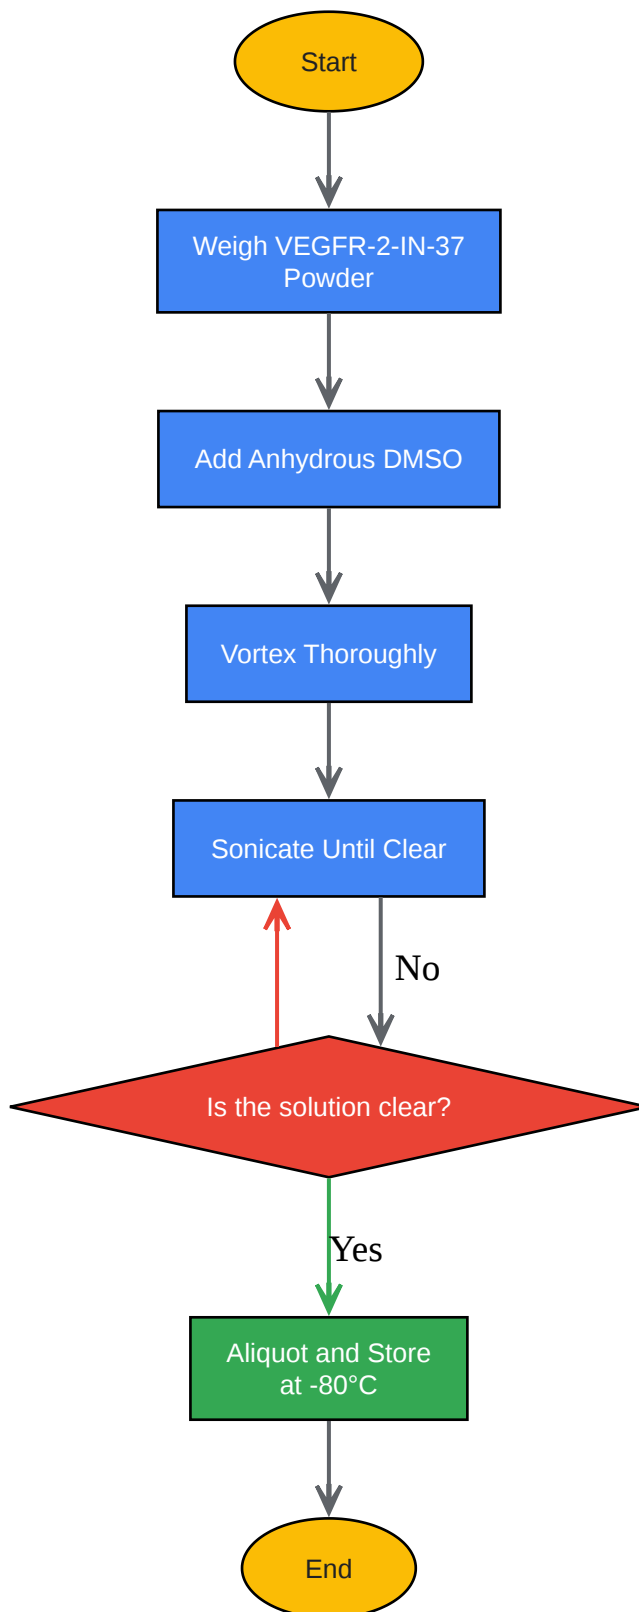 Start
Weigh VEGFR-2-IN-37
Powder
Add Anhydrous DMSO
Vortex Thoroughly
Sonicate Until Clear
No
Is the solution clear?
Yes
Aliquot and Store
at -80°C
End